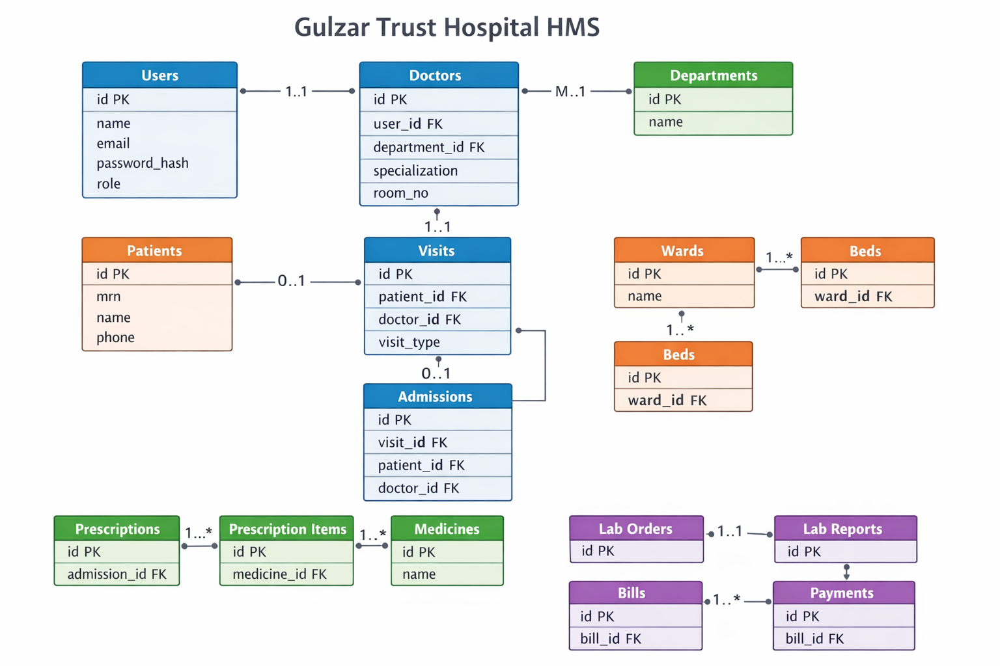 Gulzar Trust Hospital HMS
Users
id PK
name
email
password_hash
role
1..1
Doctors
id PK
user_id FK
department_id FK
specialization
room_no
M..1
Departments
id PK
name
1..1
Patients
id PK
mrn
name
phone
0..1
Visits
id PK
patient_id FK
doctor_id FK
visit_type
0..1
Admissions
id PK
visit_id FK
patient_id FK
doctor_id FK
Wards
id PK
name
1...*
Beds
id PK
ward_id FK
1..*
Beds
id PK
ward_id FK
Prescriptions
id PK
admission_id FK
1...*
Prescription Items
id PK
medicine_id FK
1..*
Medicines
id PK
name
Lab Orders
id PK
1..1
Lab Reports
id PK
Bills
id PK
bill_id FK
1..*
Payments
id PK
bill_id FK